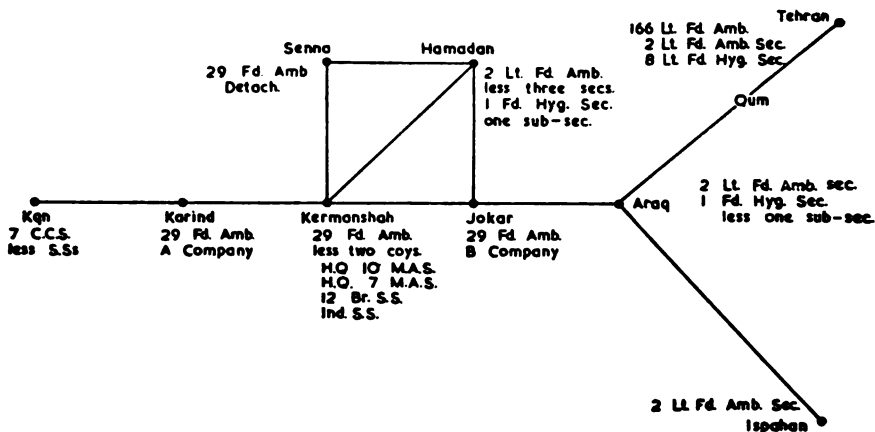 Tehran
166 Lt. Fd. Amb.
2 Lt. Fd. Amb Sec.
8 Lt Fd. Hyg. Sec.
Qum
Senna
29 Fd. Amb
Detach.
Hamadan
2 Lt. Fd. Amb.
less three secs.
1 Fd. Hyg. Sec.
one sub-sec.
Kqn
7 C.C.S.
less S.Ss
Karind
29 Fd. Amb.
A Company
Kermanshah
29 Fd. Amb.
less two coys.
H.Q 10 M.A.S.
H.Q. 7 M.A.S.
12 Br. S.S.
Ind. S.S.
Jokar
29 Fd. Amb.
B Company
Araq
2 Lt. Fd. Amb. sec.
1 Fd. Hyg. Sec.
less one sub-sec.
2 Lt Fd. Amb. Sec.
Ispahan